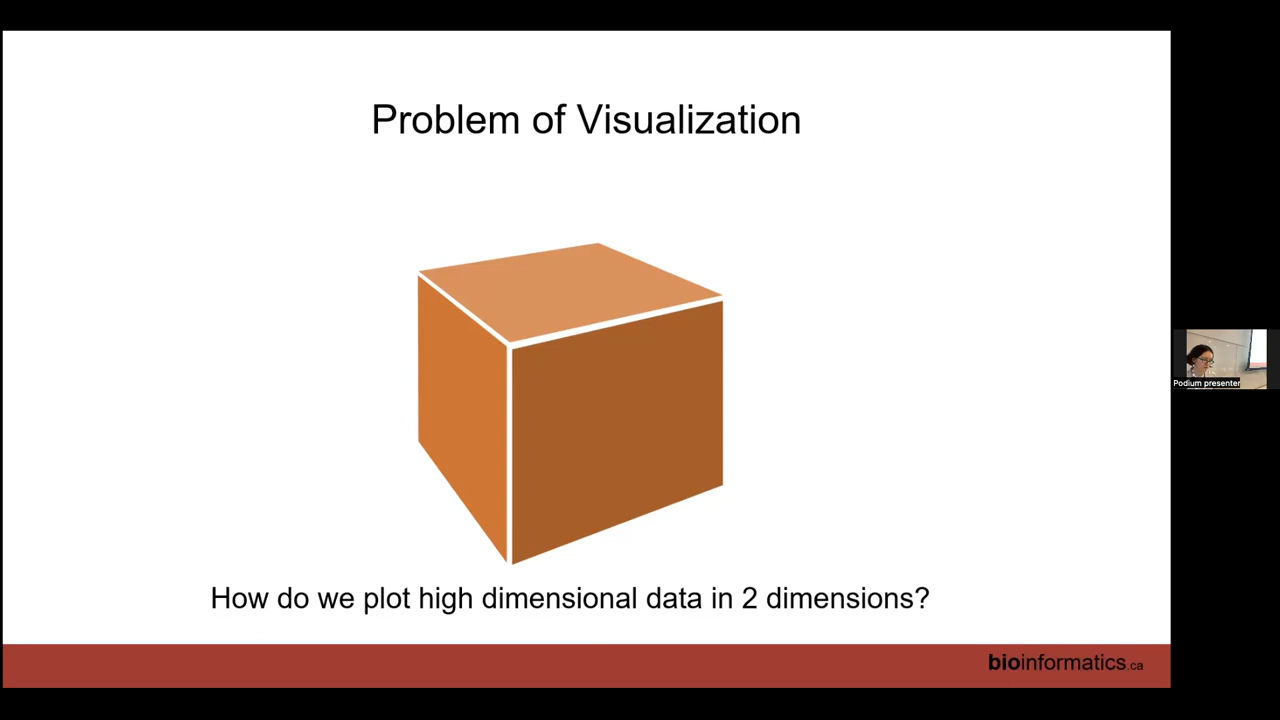 Problem of Visualization
Podium presenter
How do we plot high dimensional data in 2 dimensions?
bioinformatics.ca